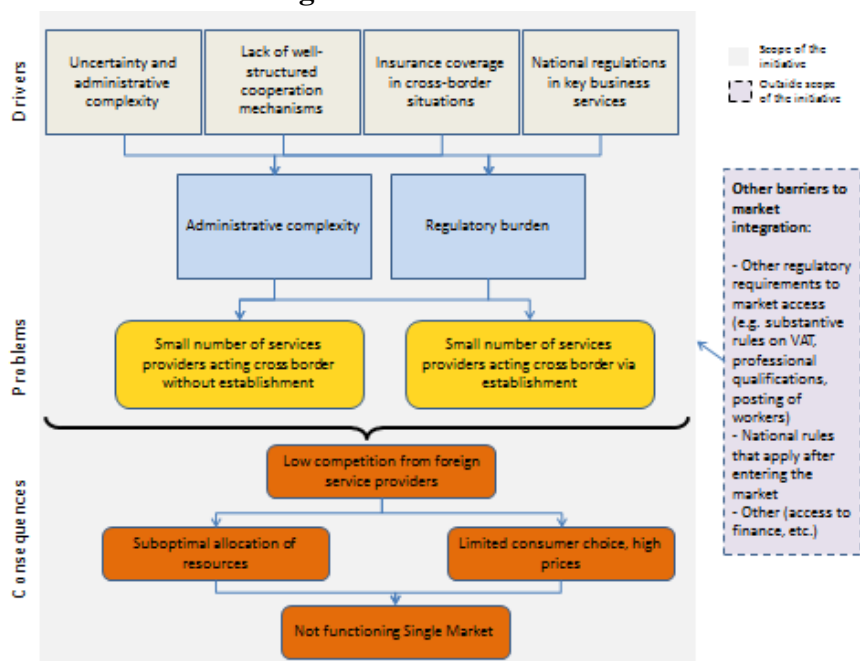 Drivers
Uncertainty and
administrative
complexity
Lack of well-
structured
cooperation
mechanisms
Insurance coverage
in cross-border
situations
National regulations
in key business
services
Scope of the
initiative
Outside scope
of the initiative
Administrative complexity
Regulatory burden
Problems
Small number of services
providers acting cross border
without establishment
Small number of services
providers acting cross border via
establishment
Other barriers to
market
integration:
- Other regulatory
requirements to
market access
(e.g. substantive
rules on VAT,
professional
qualifications,
posting of
workers)
- National rules
that apply after
entering the
market
- Other (access to
finance, etc.)
Consequences
Low competition from foreign
service providers
Suboptimal allocation of
resources
Limited consumer choice, high
prices
Not functioning Single Market